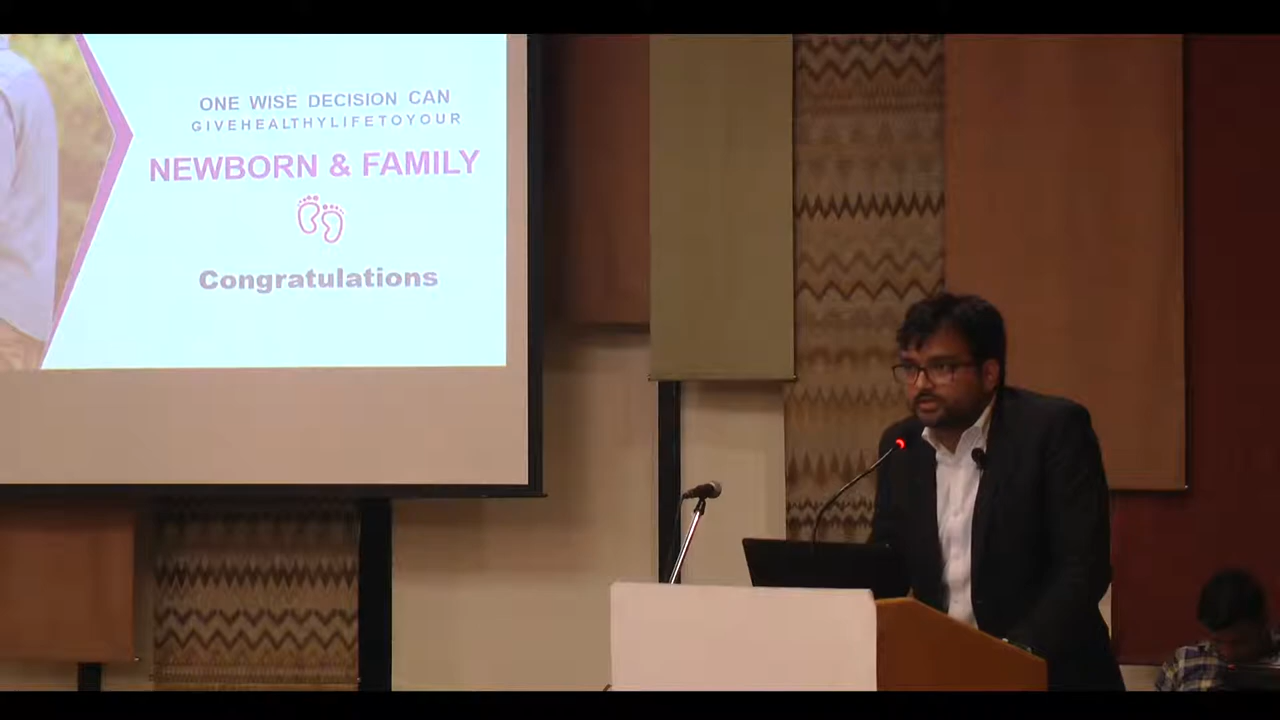 ONE WISE DECISION CAN
GIVEHEALTHYLIFETOYOUR
NEWBORN & FAMILY
Congratulations